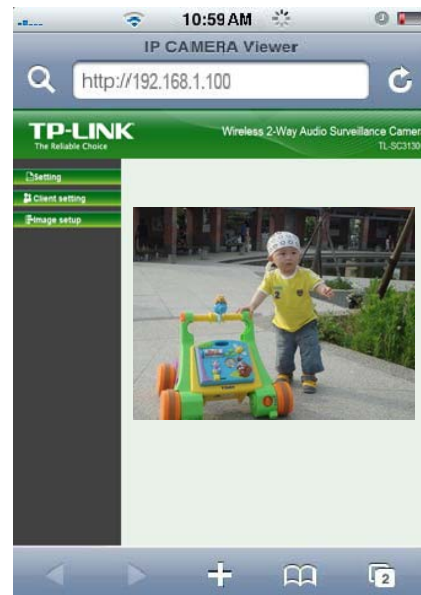 10:59 AM
IP CAMERA Viewer
http://192.168.1.100
TP-LINK
The Reliable Choice
Wireless 2-Way Audio Surveillance Camer
TL-SC3130
Setting
Client setting
Image setup
2
2